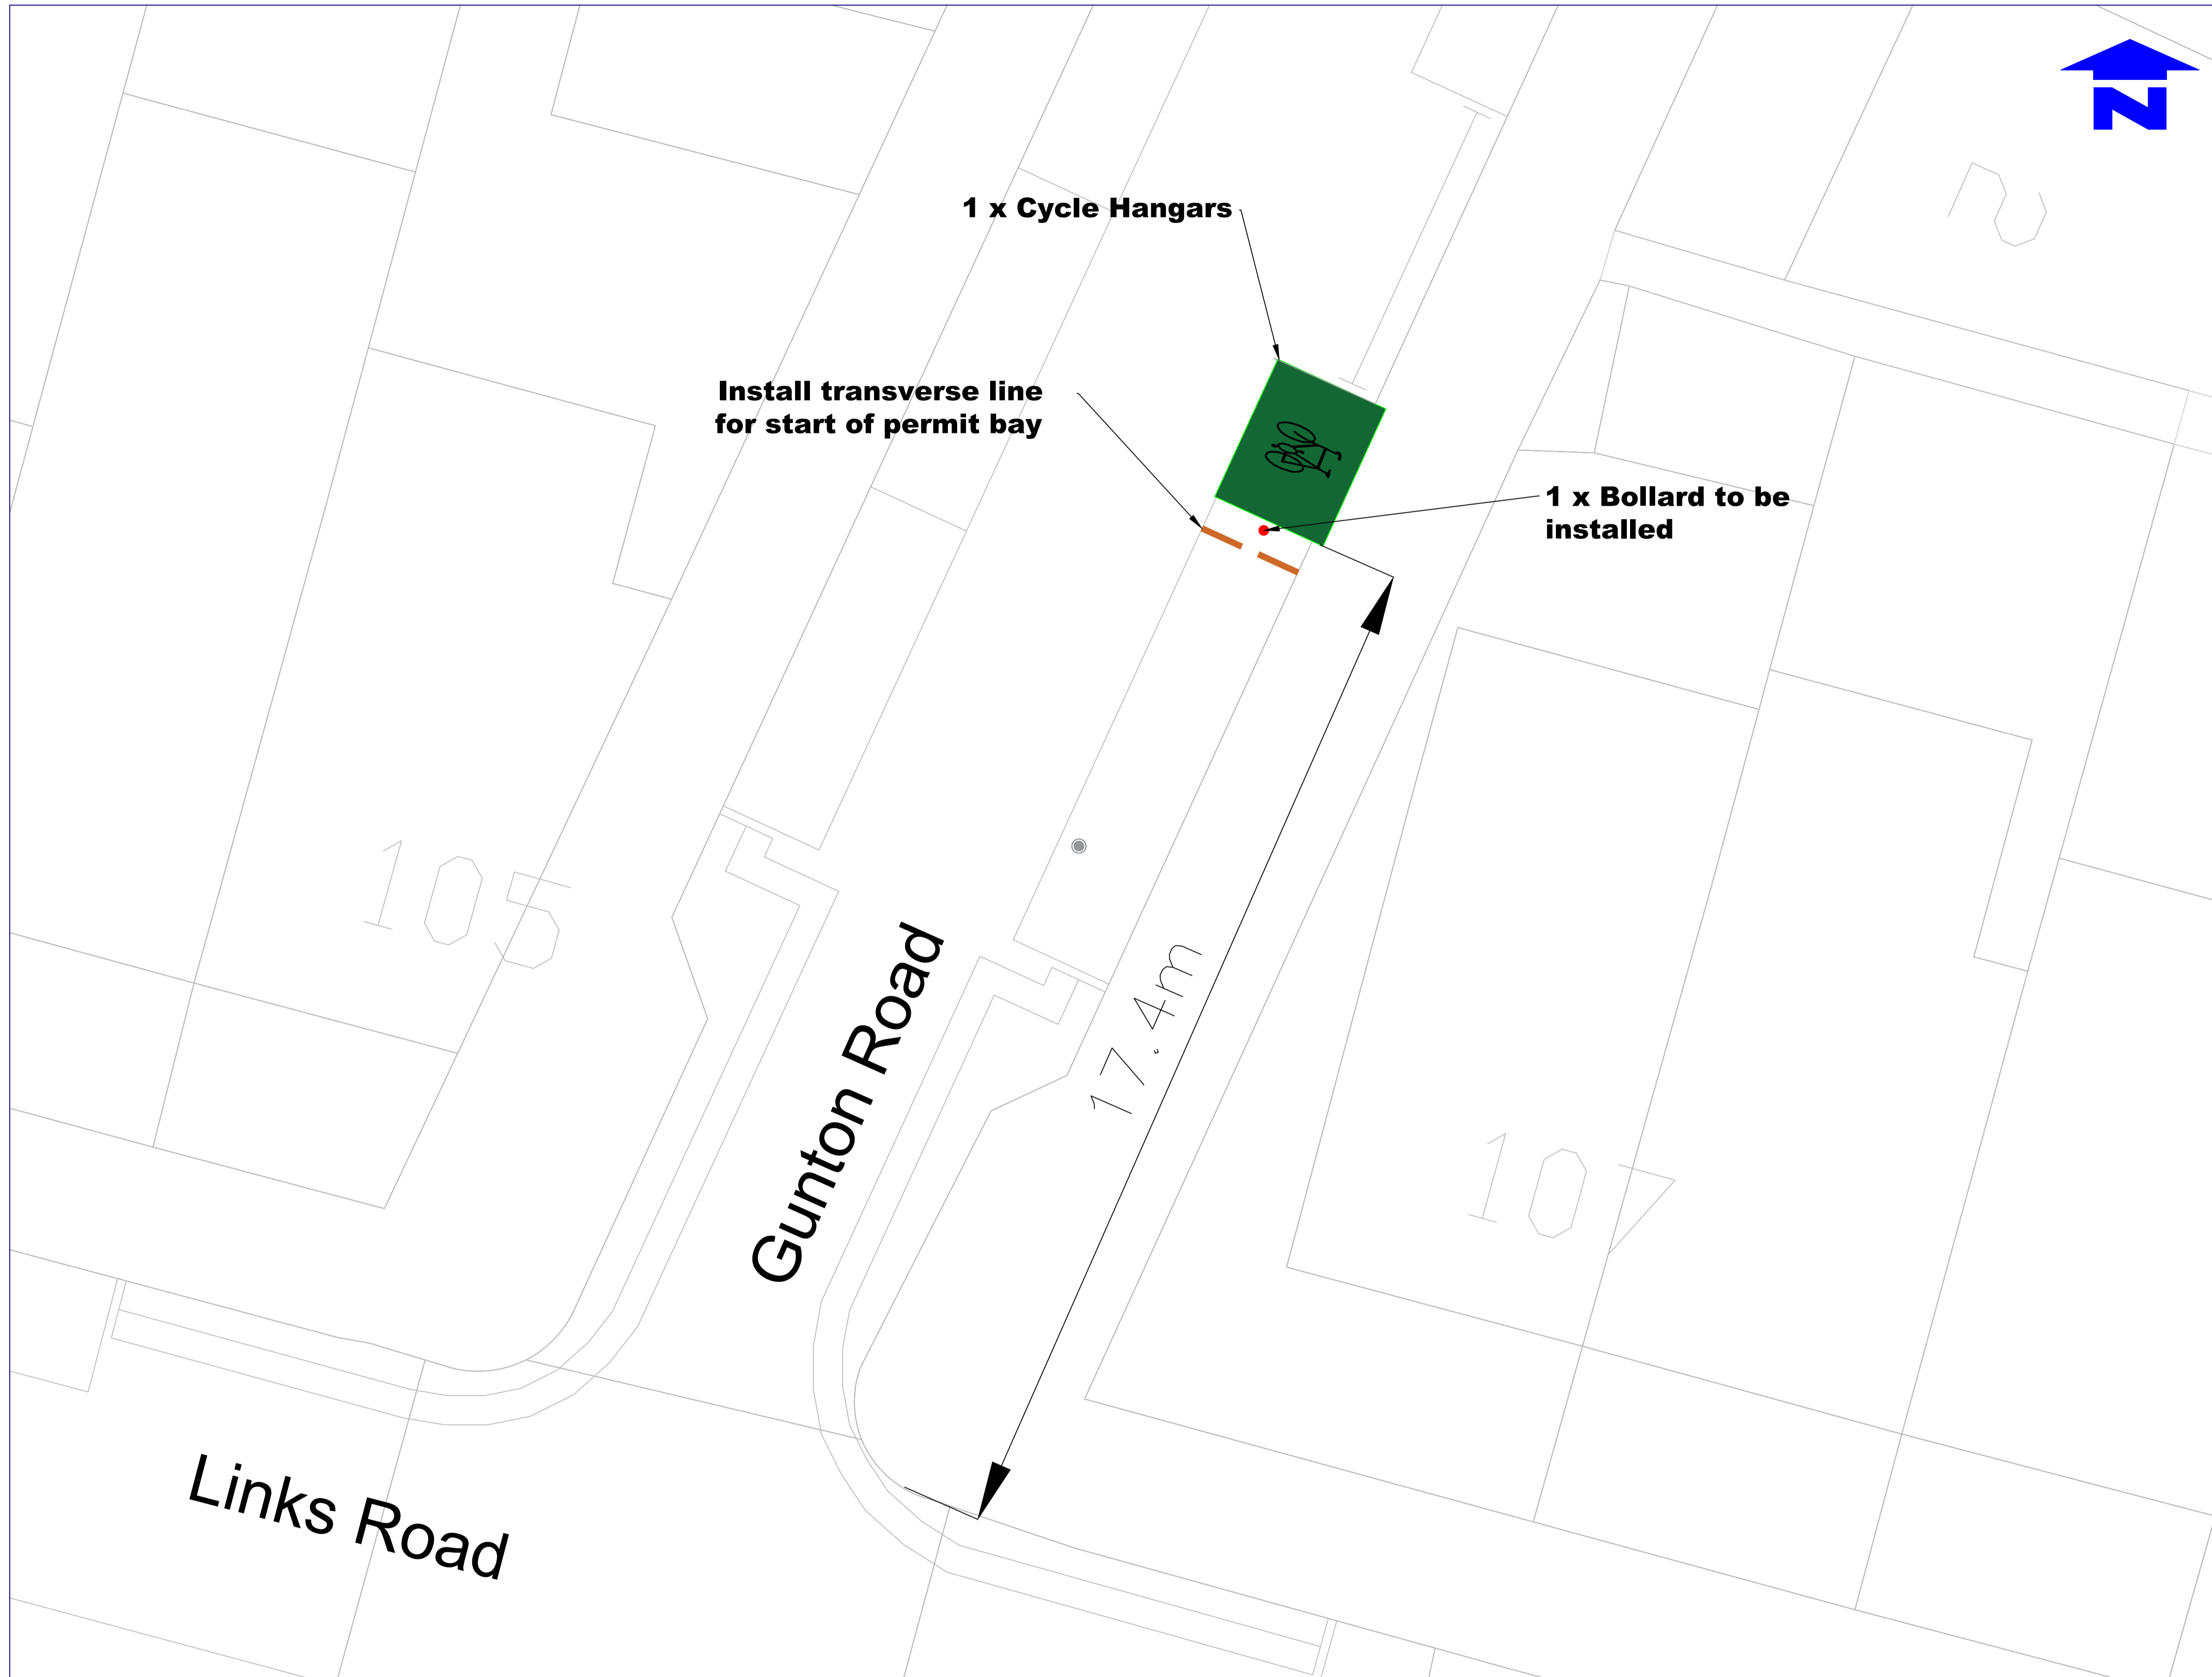 N
2
1 x Cycle Hangars
Install transverse line
for start of permit bay
1 x Bollard to be
installed
105
Gunton Road
17.4m
107
Links Road